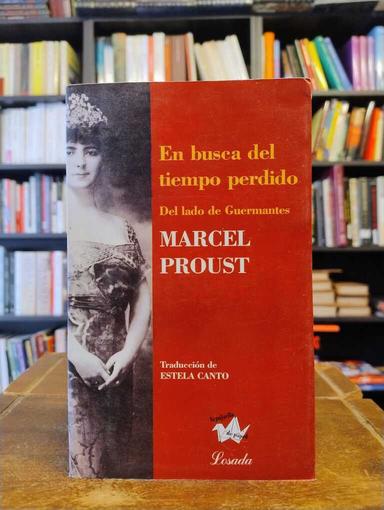 En busca del
tiempo perdido
Del lado de Guermantes
MARCEL
PROUST
Traducción de
ESTELA CANTO
Losada